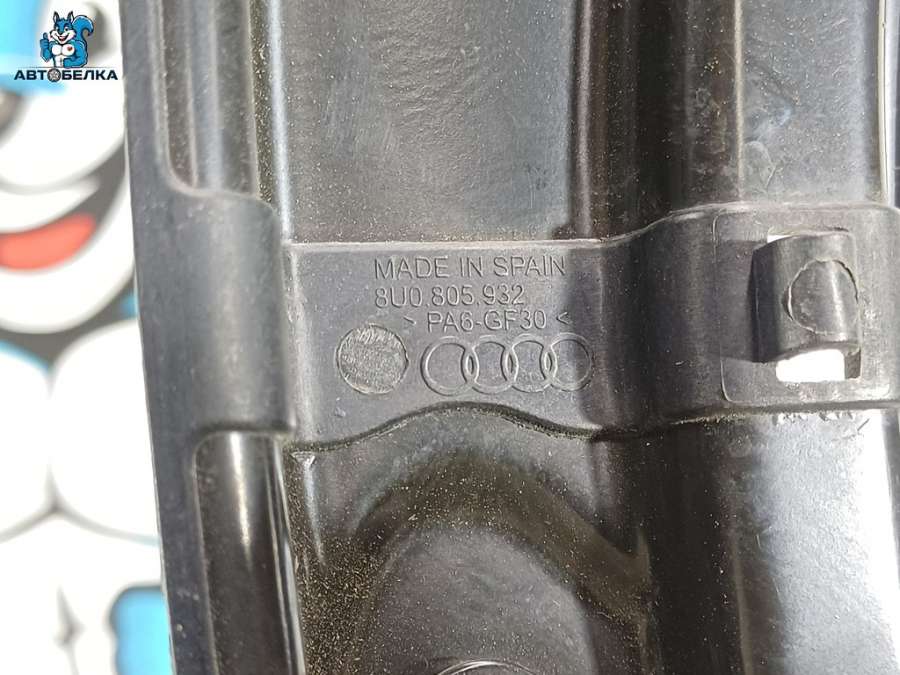 АВТОБЕЛКА
MADE IN SPAIN
8U0.805.932
> PA6-GF30 <